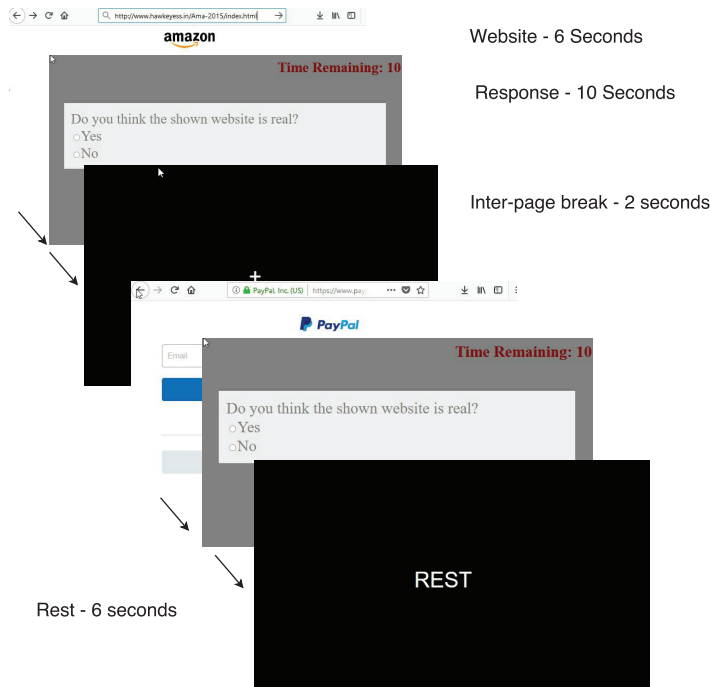 http://www.hawkeyess.in/Ama-2015/index.html
amazon
Website - 6 Seconds
Time Remaining: 10
Response - 10 Seconds
Do you think the shown website is real?
Yes
No
Inter-page break - 2 seconds
+
PayPal, Inc. (US) https://www.pay
PayPal
Time Remaining: 10
Email
Do you think the shown website is real?
Yes
No
REST
Rest - 6 seconds